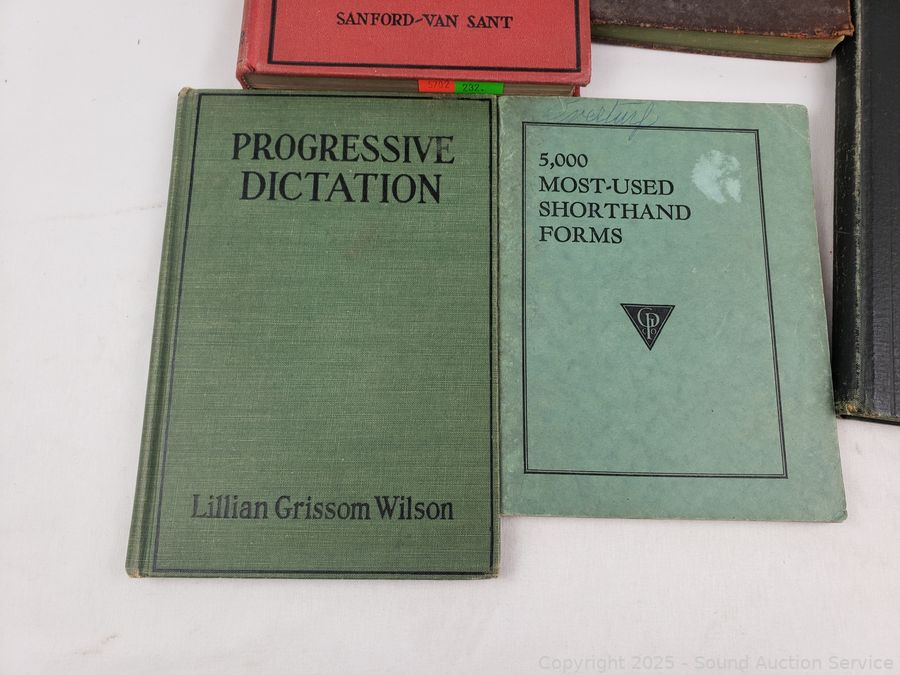 SANFORD-VAN SANT
5702 232.
PROGRESSIVE
DICTATION
Lillian Grissom Wilson
5,000
MOST-USED
SHORTHAND
FORMS
Copyright 2025 - Sound Auction Service